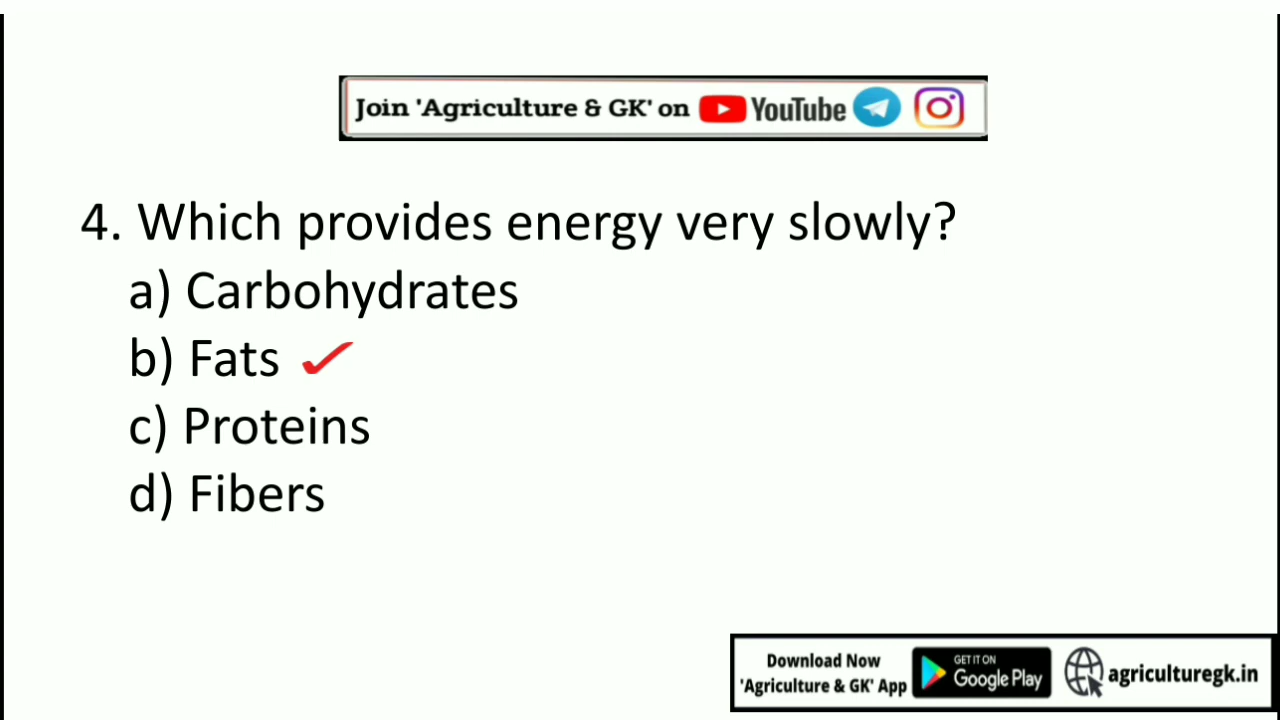 Join 'Agriculture & GK' on YouTube
4. Which provides energy very slowly?
a) Carbohydrates
b) Fats
c) Proteins
d) Fibers
Download Now
'Agriculture & GK' App
GET IT ON
Google Play
agriculturegk.in